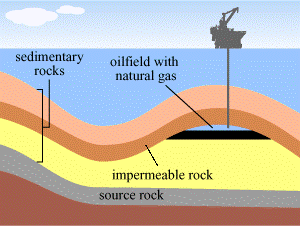 sedimentary
rocks
oilfield with
natural gas
impermeable rock
source rock